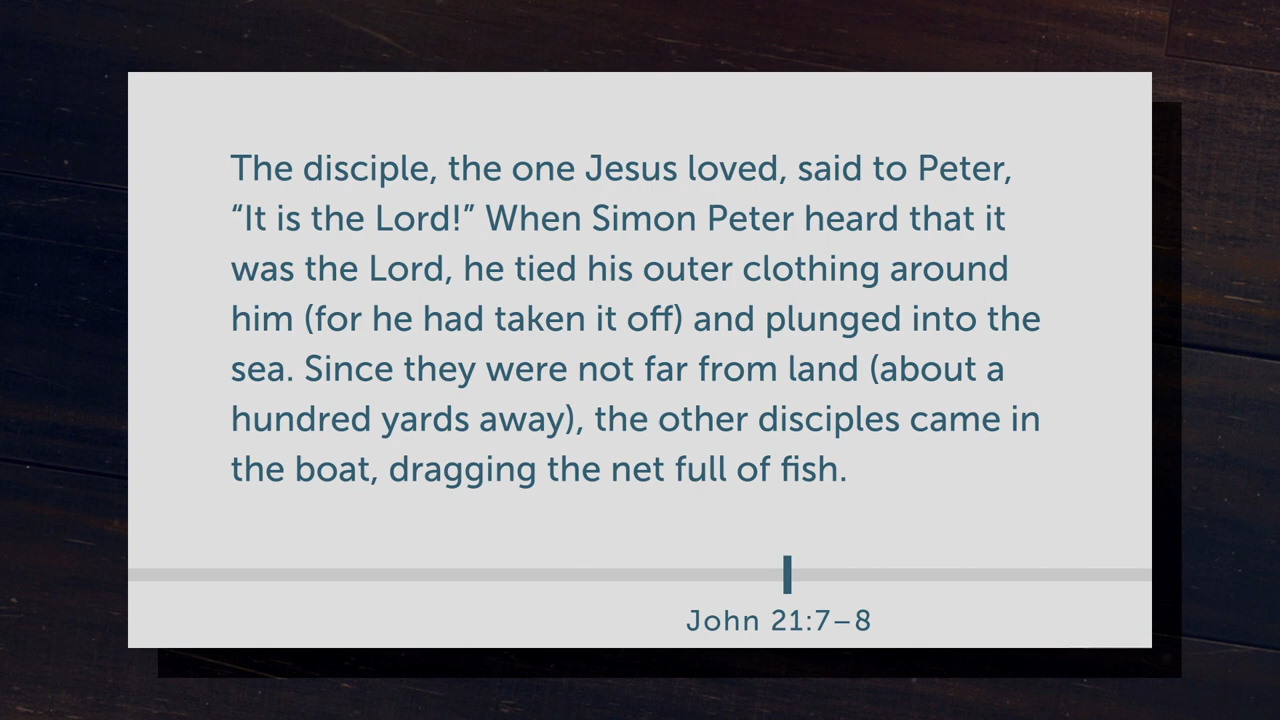 The disciple, the one Jesus loved, said to Peter,
“It is the Lord!” When Simon Peter heard that it
was the Lord, he tied his outer clothing around
him (for he had taken it off) and plunged into the
sea. Since they were not far from land (about a
hundred yards away), the other disciples came in
the boat, dragging the net full of fish.
John 21:7–8